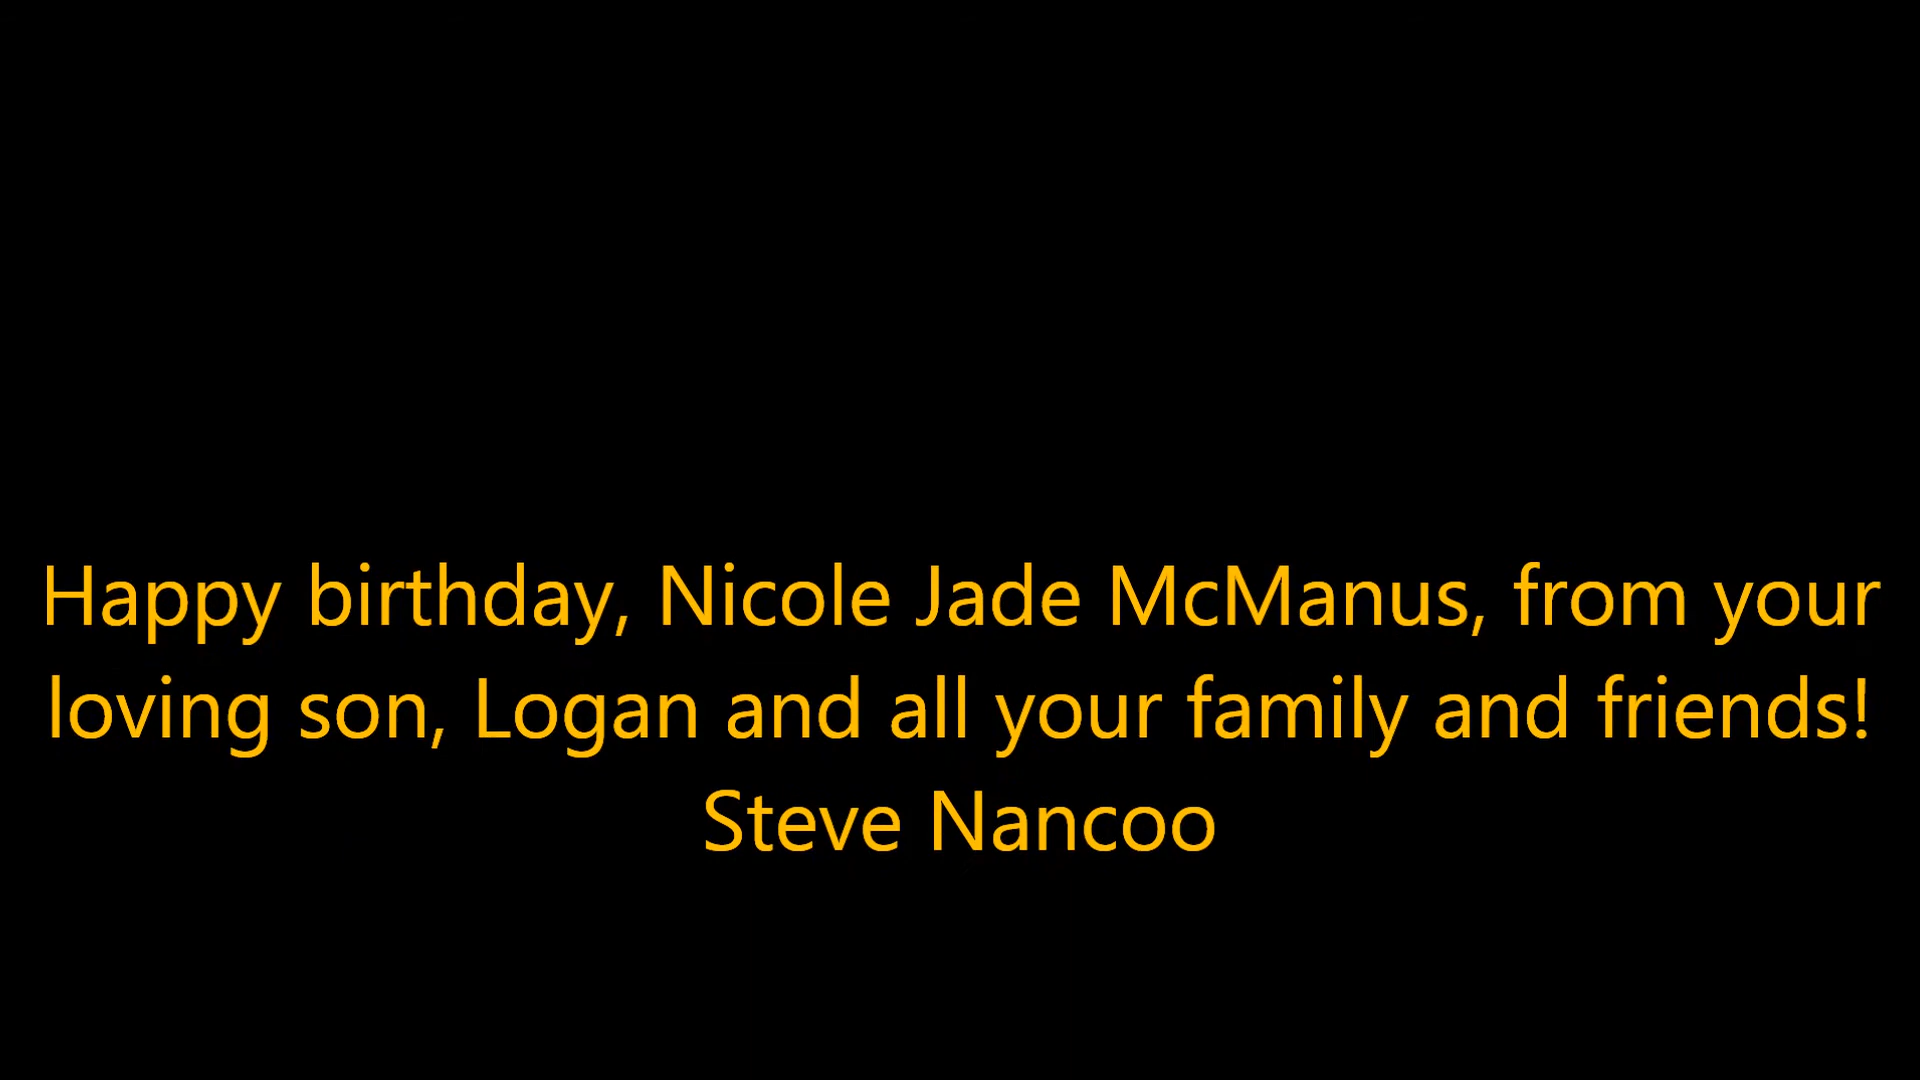 Happy birthday, Nicole Jade McManus, from your
loving son, Logan and all your family and friends!
Steve Nancoo